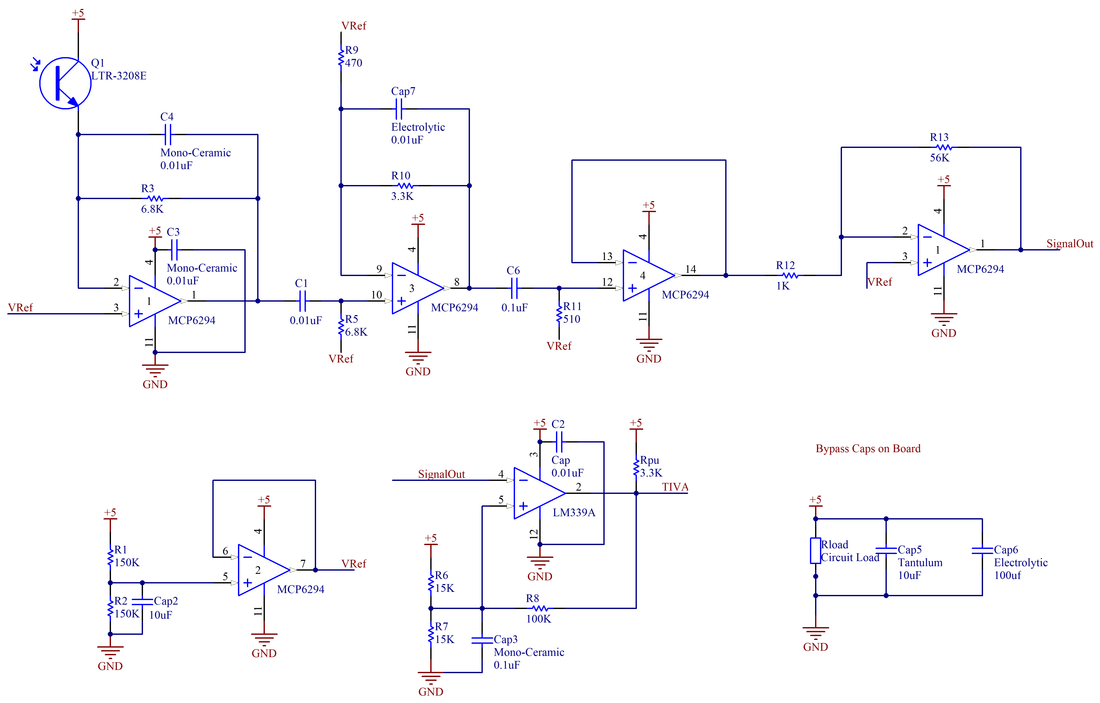 +5
Q1
LTR-3208E
C4
Mono-Ceramic
0.01uF
R3
6.8K
+5
C3
Mono-Ceramic
0.01uF
4
2
3
1
1
11
MCP6294
VRef
GND
C1
0.01uF
R5
6.8K
VRef
VRef
R9
470
Cap7
Electrolytic
0.01uF
R10
3.3K
+5
4
9
10
3
8
11
MCP6294
GND
C6
0.1uF
R11
510
VRef
+5
4
13
12
4
14
11
MCP6294
GND
R12
1K
R13
56K
+5
4
2
3
1
1
11
MCP6294
VRef
SignalOut
GND
+5
R1
150K
R2
150K
Cap2
10uF
GND
+5
4
6
5
2
7
11
MCP6294
VRef
GND
SignalOut
+5
C2
Cap
0.01uF
3
4
5
2
12
LM339A
GND
+5
Rpu
3.3K
TIVA
+5
R6
15K
R7
15K
R8
100K
Cap3
Mono-Ceramic
0.1uF
GND
Bypass Caps on Board
+5
Rload
Circuit Load
Cap5
Tantulum
10uF
Cap6
Electrolytic
100uf
GND